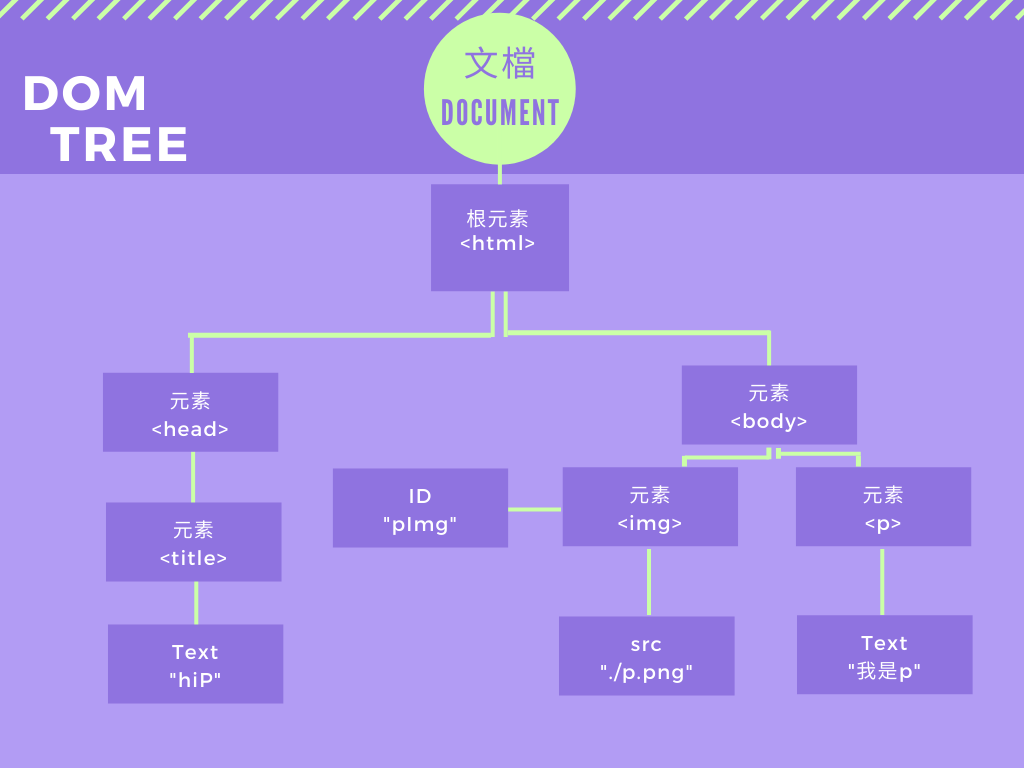 DOM
TREE
文檔
DOCUMENT
根元素
<html>
元素
<head>
元素
<body>
ID
"pImg"
元素
<img>
元素
<p>
元素
<title>
Text
"hiP"
src
"./p.png"
Text
"我是p"